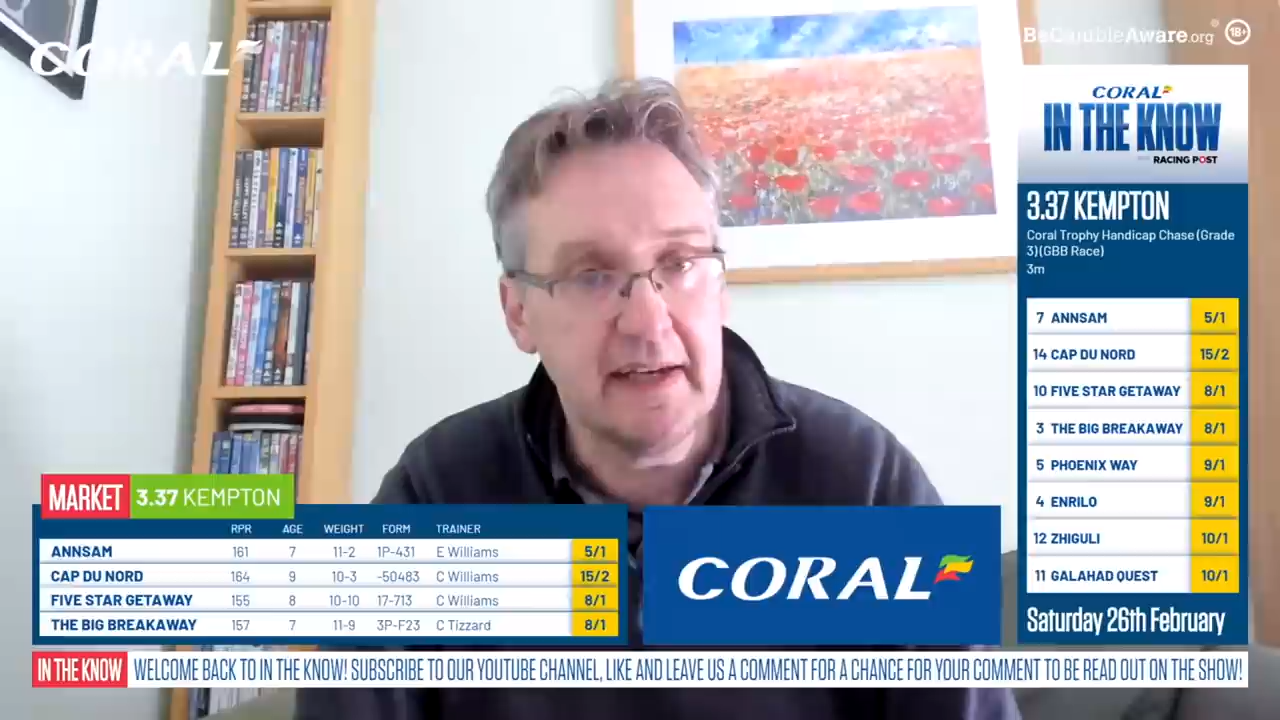 CORAL
BeGambleAware.org 18+
CORAL
IN THE KNOW
RACING POST
3.37 KEMPTON
Coral Trophy Handicap Chase (Grade
3)(GBB Race)
3m
7 ANNSAM 5/1
14 CAP DU NORD 15/2
10 FIVE STAR GETAWAY 8/1
3 THE BIG BREAKAWAY 8/1
5 PHOENIX WAY 9/1
4 ENRILO 9/1
12 ZHIGULI 10/1
11 GALAHAD QUEST 10/1
Saturday 26th February
MARKET 3.37 KEMPTON
RPR AGE WEIGHT FORM TRAINER
ANNSAM 161 7 11-2 1P-431 E Williams 5/1
CAP DU NORD 164 9 10-3 -50483 C Williams 15/2
FIVE STAR GETAWAY 155 8 10-10 17-713 C Williams 8/1
THE BIG BREAKAWAY 157 7 11-9 3P-F23 C Tizzard 8/1
CORAL
IN THE KNOW WELCOME BACK TO IN THE KNOW! SUBSCRIBE TO OUR YOUTUBE CHANNEL, LIKE AND LEAVE US A COMMENT FOR A CHANCE FOR YOUR COMMENT TO BE READ OUT ON THE SHOW!